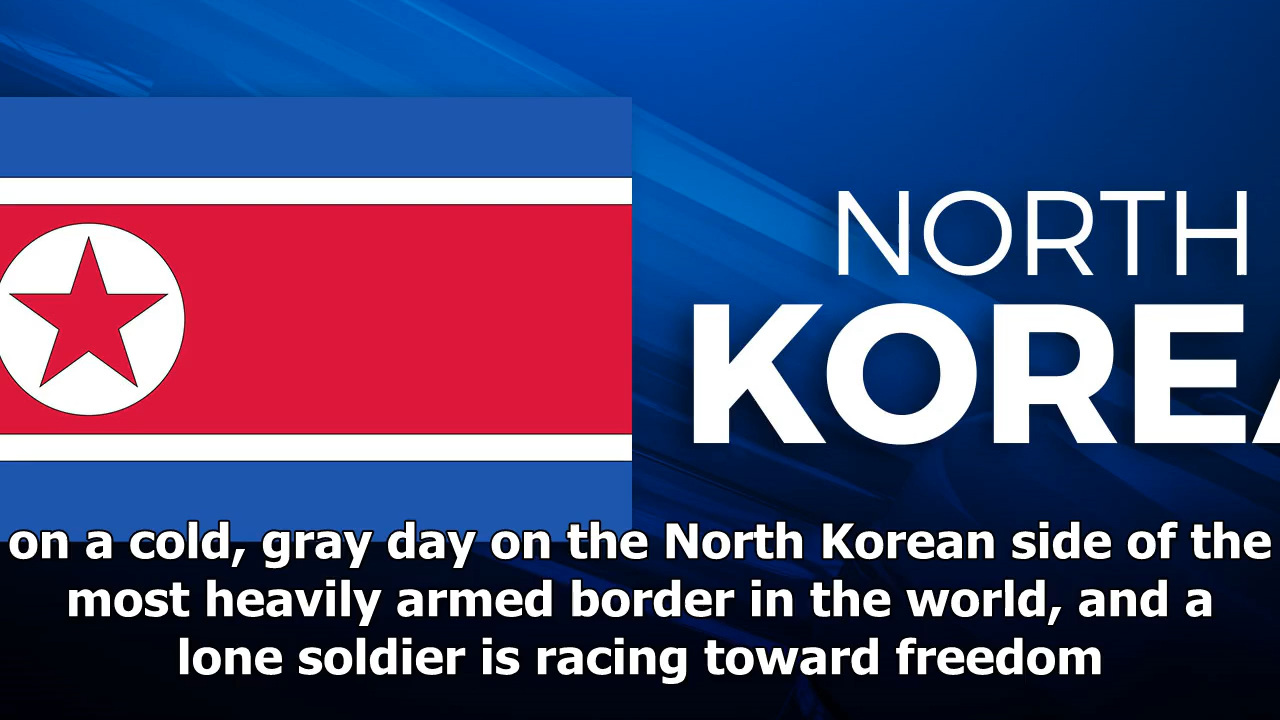 NORTH
KOREA
on a cold, gray day on the North Korean side of the
most heavily armed border in the world, and a
lone soldier is racing toward freedom